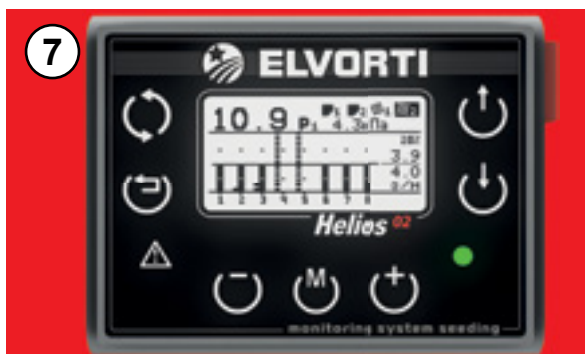 7
ELVORTI
10.9 P1 4.3кПа
3.9
4.0
1 2 3 4 5 6 7 8
Helios 02
M
monitoring system seeding